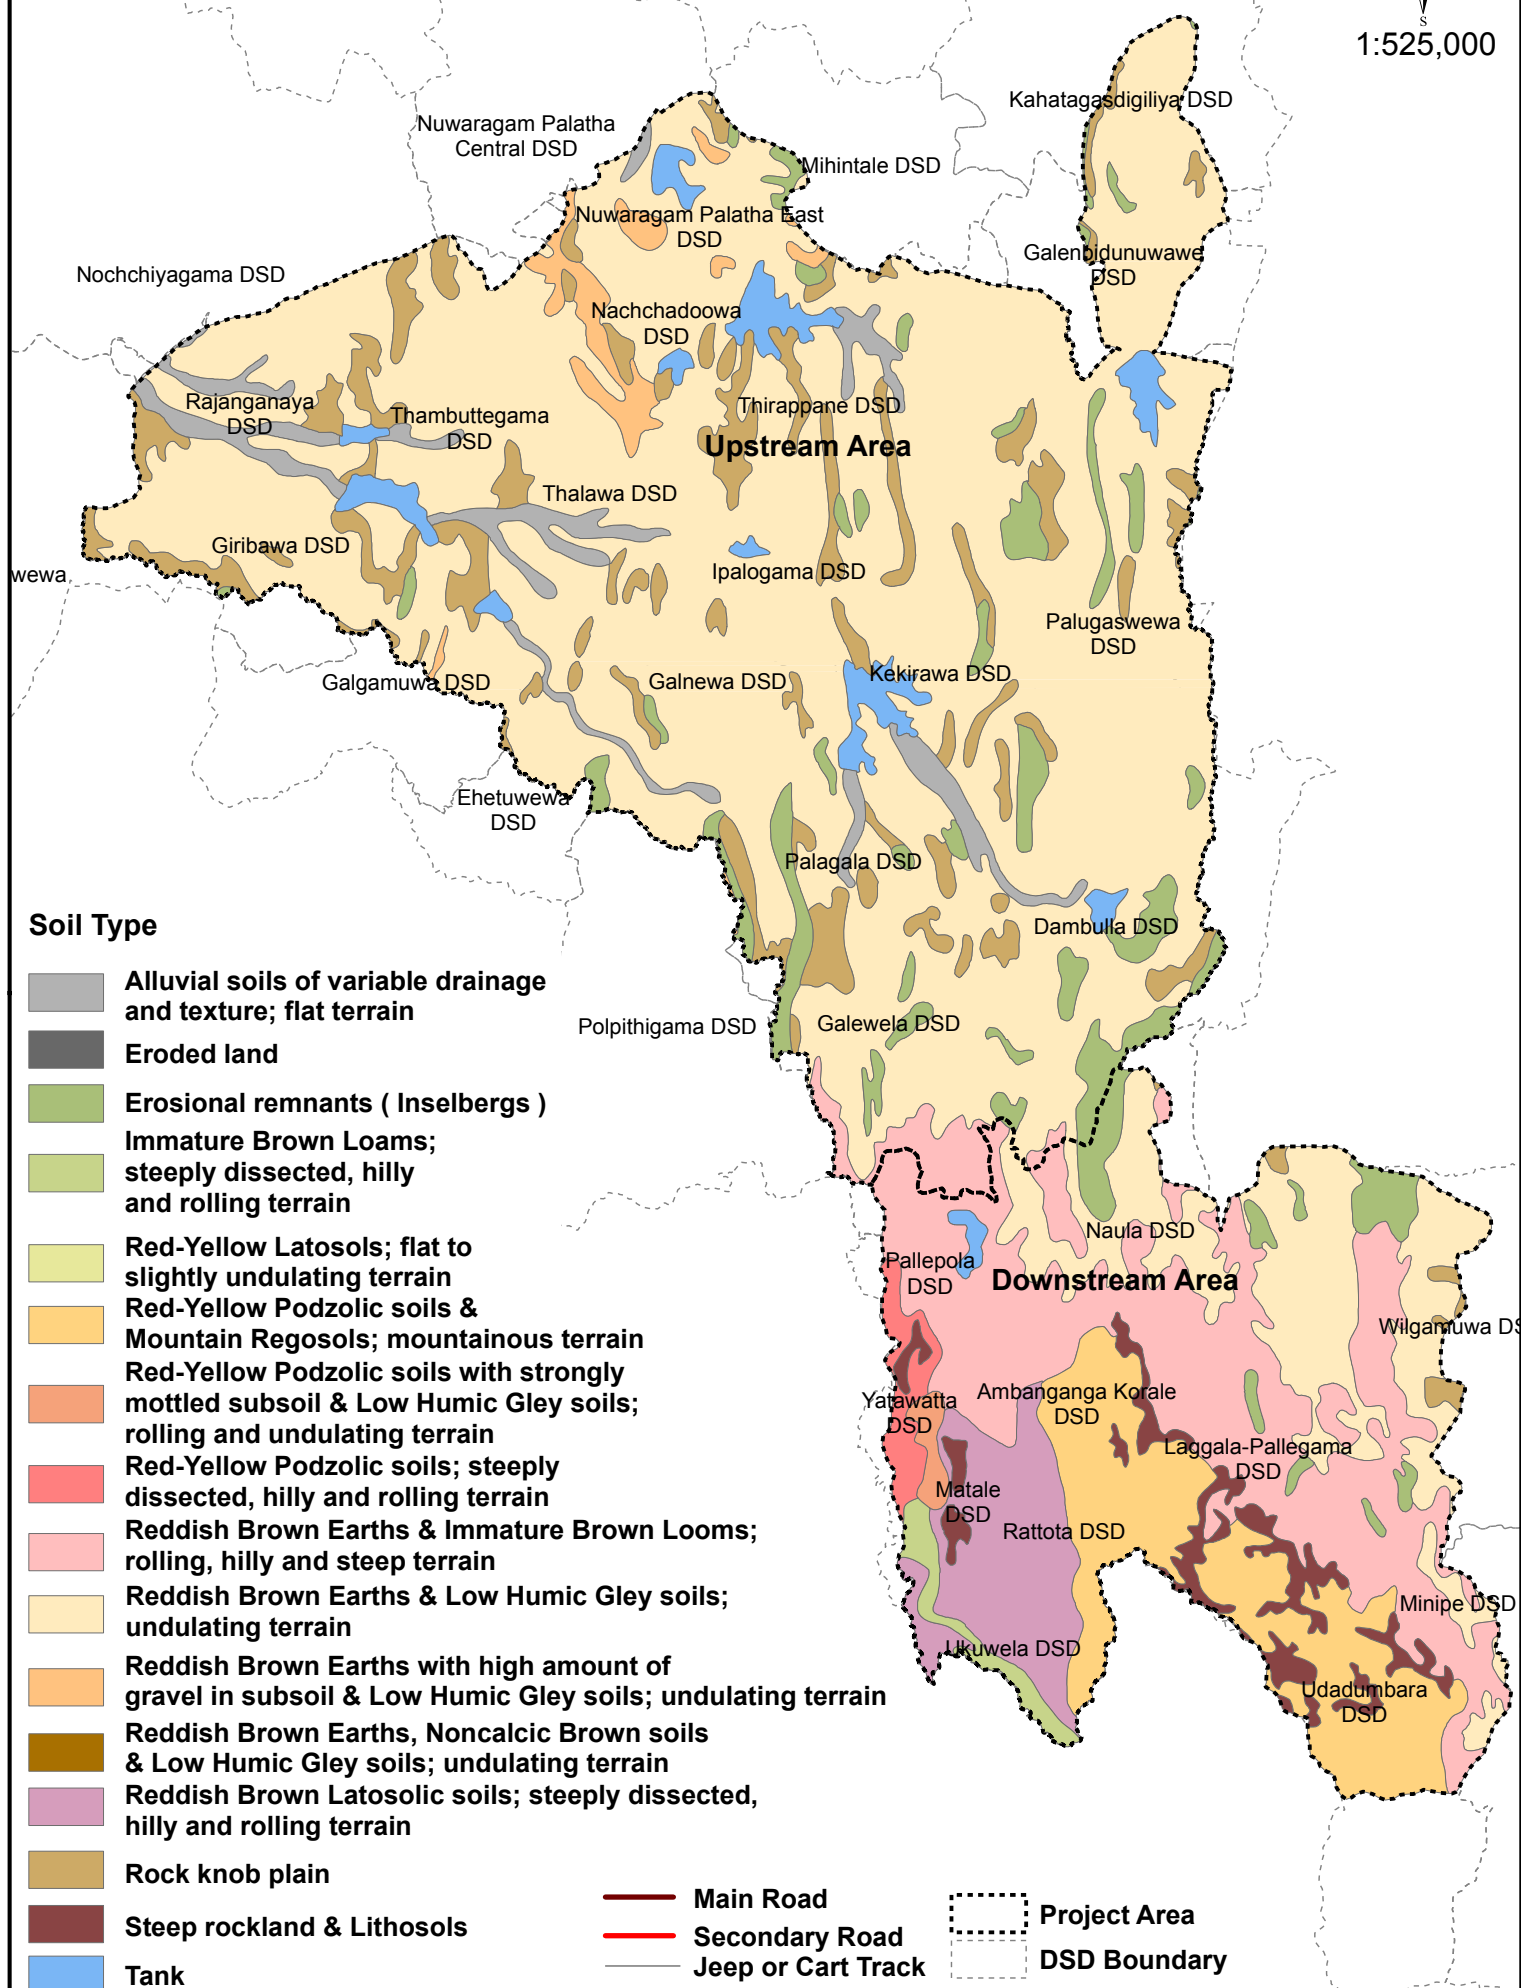 S
1:525,000
Kahatagasdigiliya DSD
Nuwaragam Palatha
Central DSD
Mihintale DSD
Nuwaragam Palatha East
DSD
Galenbidunuwawe
DSD
Nochchiyagama DSD
Nachchadoowa
DSD
Rajanganaya
DSD
Thambuttegama
DSD
Thirappane DSD
Upstream Area
Thalawa DSD
Giribawa DSD
wewa
Ipalogama DSD
Palugaswewa
DSD
Galgamuwa DSD
Galnewa DSD
Kekirawa DSD
Ehetuwewa
DSD
Palagala DSD
Dambulla DSD
Polpithigama DSD
Galewela DSD
Naula DSD
Pallepola
DSD
Downstream Area
Wilgamuwa DS
Yatawatta
DSD
Ambanganga Korale
DSD
Laggala-Pallegama
DSD
Matale
DSD
Rattota DSD
Minipe DSD
Ukuwela DSD
Udadumbara
DSD
Soil Type
Alluvial soils of variable drainage
and texture; flat terrain
Eroded land
Erosional remnants ( Inselbergs )
Immature Brown Loams;
steeply dissected, hilly
and rolling terrain
Red-Yellow Latosols; flat to
slightly undulating terrain
Red-Yellow Podzolic soils &
Mountain Regosols; mountainous terrain
Red-Yellow Podzolic soils with strongly
mottled subsoil & Low Humic Gley soils;
rolling and undulating terrain
Red-Yellow Podzolic soils; steeply
dissected, hilly and rolling terrain
Reddish Brown Earths & Immature Brown Looms;
rolling, hilly and steep terrain
Reddish Brown Earths & Low Humic Gley soils;
undulating terrain
Reddish Brown Earths with high amount of
gravel in subsoil & Low Humic Gley soils; undulating terrain
Reddish Brown Earths, Noncalcic Brown soils
& Low Humic Gley soils; undulating terrain
Reddish Brown Latosolic soils; steeply dissected,
hilly and rolling terrain
Rock knob plain
Steep rockland & Lithosols
Tank
Main Road
Secondary Road
Jeep or Cart Track
Project Area
DSD Boundary